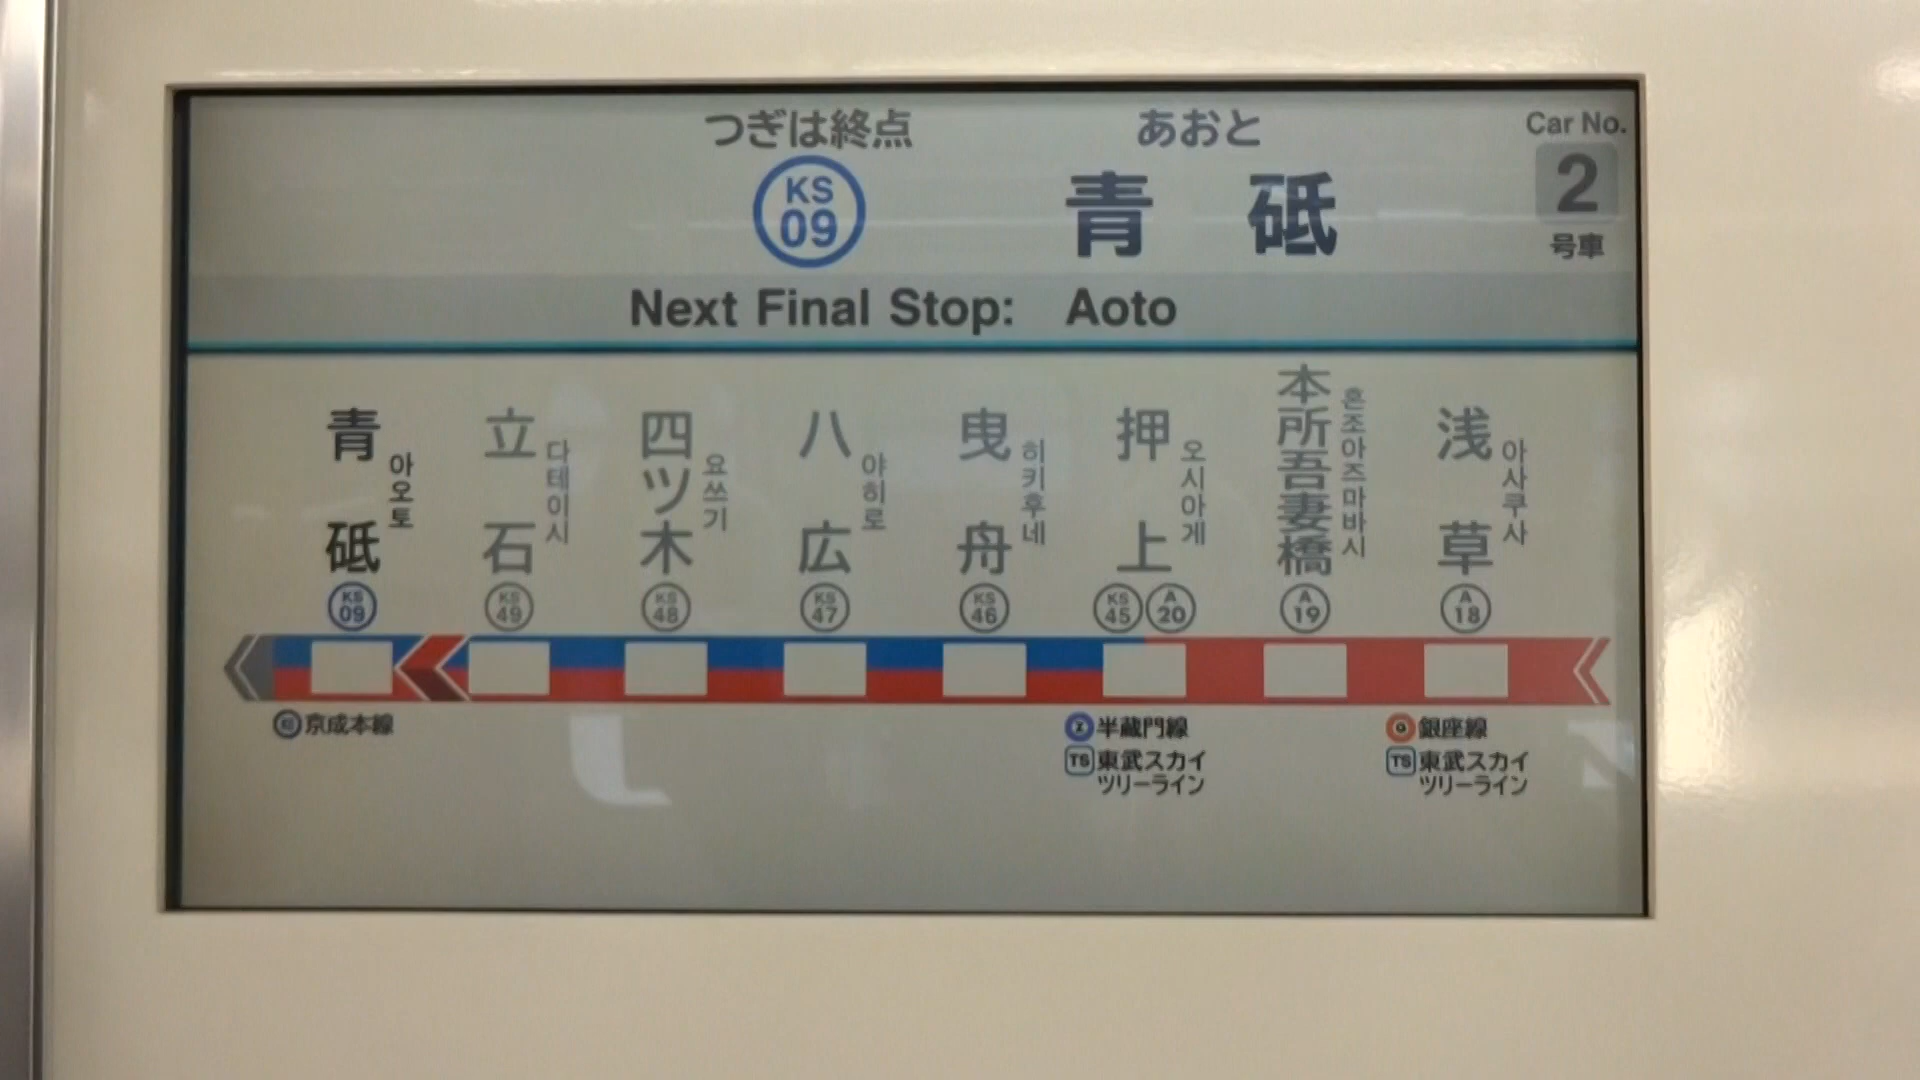 つぎは終点
あおと
Car No.
KS
09
青 砥
2
号車
Next Final Stop: Aoto
青砥
아오토
立石
다테이시
四ツ木
요쓰기
八広
야히로
曳舟
히키후네
押上
오시아게
本所吾妻橋
혼조아즈마바시
浅草
아사쿠사
KS
09
KS
49
KS
48
KS
47
KS
46
KS
45
A
20
A
19
A
18
京成本線
Z 半蔵門線
TS 東武スカイ
ツリーライン
G 銀座線
TS 東武スカイ
ツリーライン